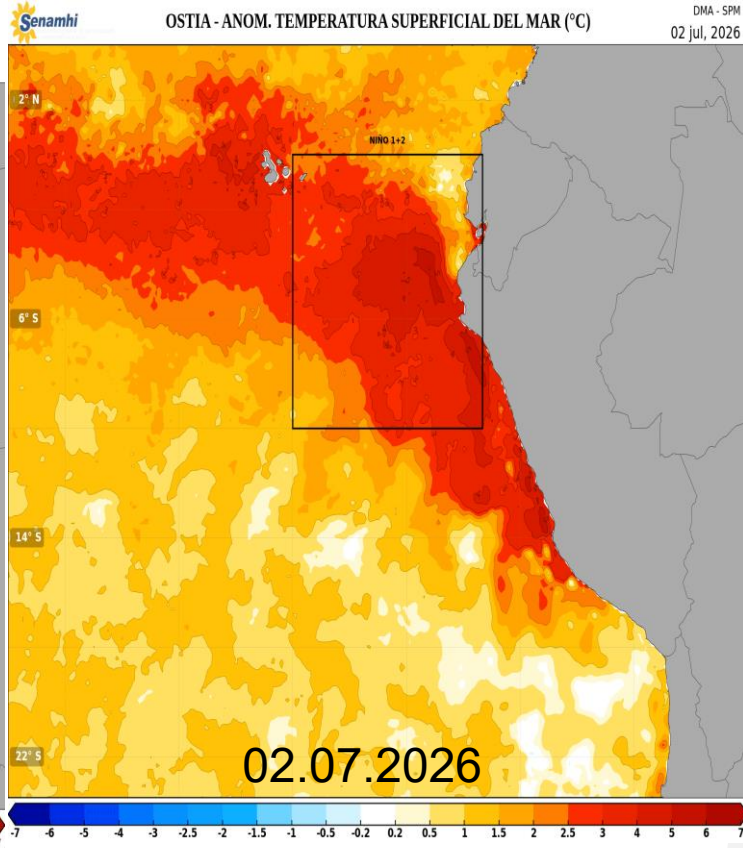 Senamhi
OSTIA - ANOM. TEMPERATURA SUPERFICIAL DEL MAR (°C)
DMA - SPM
02 jul, 2026
2° N
NIÑO 1+2
6° S
14° S
22° S
02.07.2026
-7 -6 -5 -4 -3 -2.5 -2 -1.5 -1 -0.5 -0.2 0.2 0.5 1 1.5 2 2.5 3 4 5 6 7